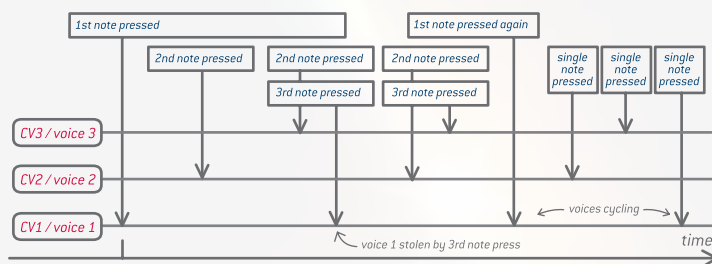 1st note pressed
1st note pressed again
2nd note pressed
2nd note pressed
2nd note pressed
single
note
pressed
single
note
pressed
single
note
pressed
3rd note pressed
3rd note pressed
CV3 / voice 3
CV2 / voice 2
CV1 / voice 1
voices cycling
voice 1 stolen by 3rd note press
time